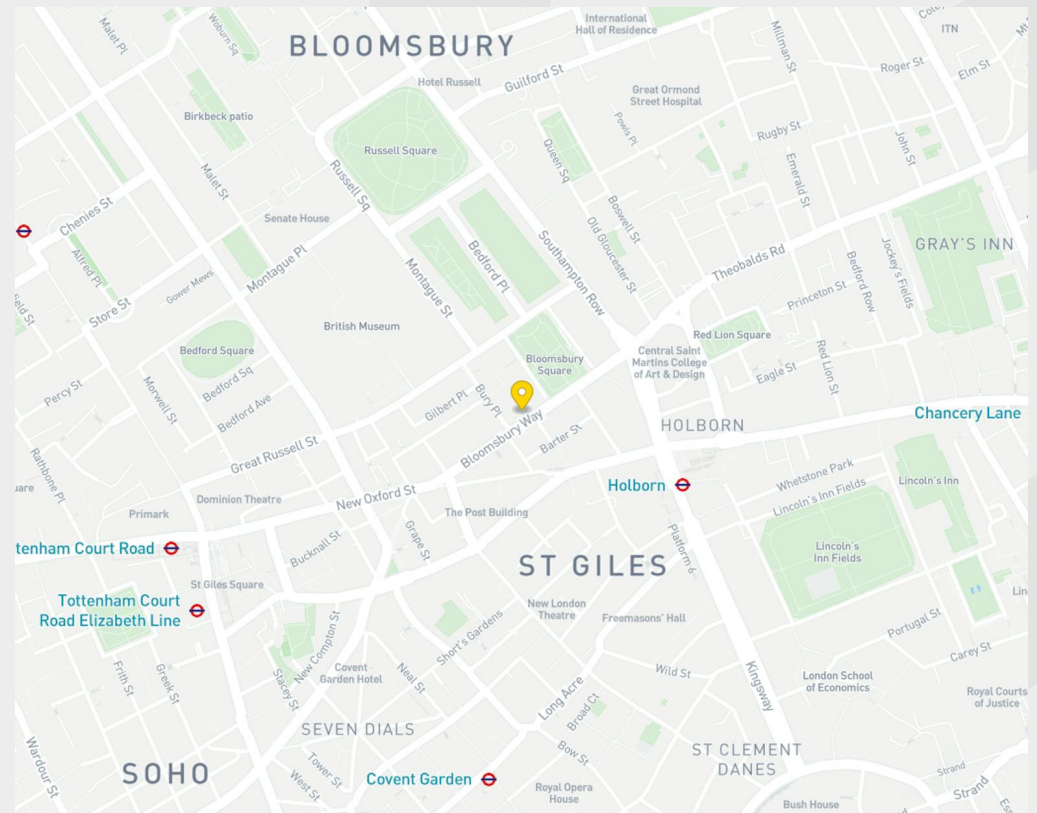 Malet Pl
Woburn Sq
BLOOMSBURY
International
Hall of Residence
Millman St
ITN
Hotel Russell
Guilford St
Roger St
Elm St
Great Ormond
Street Hospital
Birkbeck patio
Powis Pl
Rugby St
Russell Square
Queen Sq
John St
Malet St
Russell Sq
Emerald St
Chenies St
Senate House
Boswell St
Old Gloucester St
GRAY'S INN
Alfred Pl
Montague Pl
Bedford Pl
Southampton Row
Theobalds Rd
Jockey's Fields
Bedford Row
Gower Mews
Montague St
Princeton St
Store St
eld St
British Museum
Red Lion Square
Bedford Square
Bloomsbury
Square
Central Saint
Martins College
of Art & Design
Red Lion St
Eagle St
Percy St
Bedford Sq
Morwell St
Bedford Ave
Gilbert Pl
Bury Pl
Chancery Lane
Bloomsbury Way
HOLBORN
Barter St
Great Russell St
Rathbone Pl
Whetstone Park
Lincoln's Inn Fields
Lincoln's Inn
uare
Dominion Theatre
New Oxford St
Holborn
Primark
The Post Building
Grape St
Bucknall St
Platform 6
tenham Court Road
Lincoln's
Inn Fields
ST GILES
St Giles Square
Tottenham Court
Road Elizabeth Line
Lin
New London
Theatre
Freemasons' Hall
Short's Gardens
New Compton St
Portugal St
Carey St
Frith St
Greek St
Stacey St
Covent
Garden Hotel
Neal St
Wild St
London School
of Economics
Kingsway
Long Acre
Broad Ct
Royal Courts
of Justice
SEVEN DIALS
Bow St
ST CLEMENT
DANES
Wardour St
SOHO
Tower St
West St
Covent Garden
Strand
Strand
Royal Opera
House
Bush House